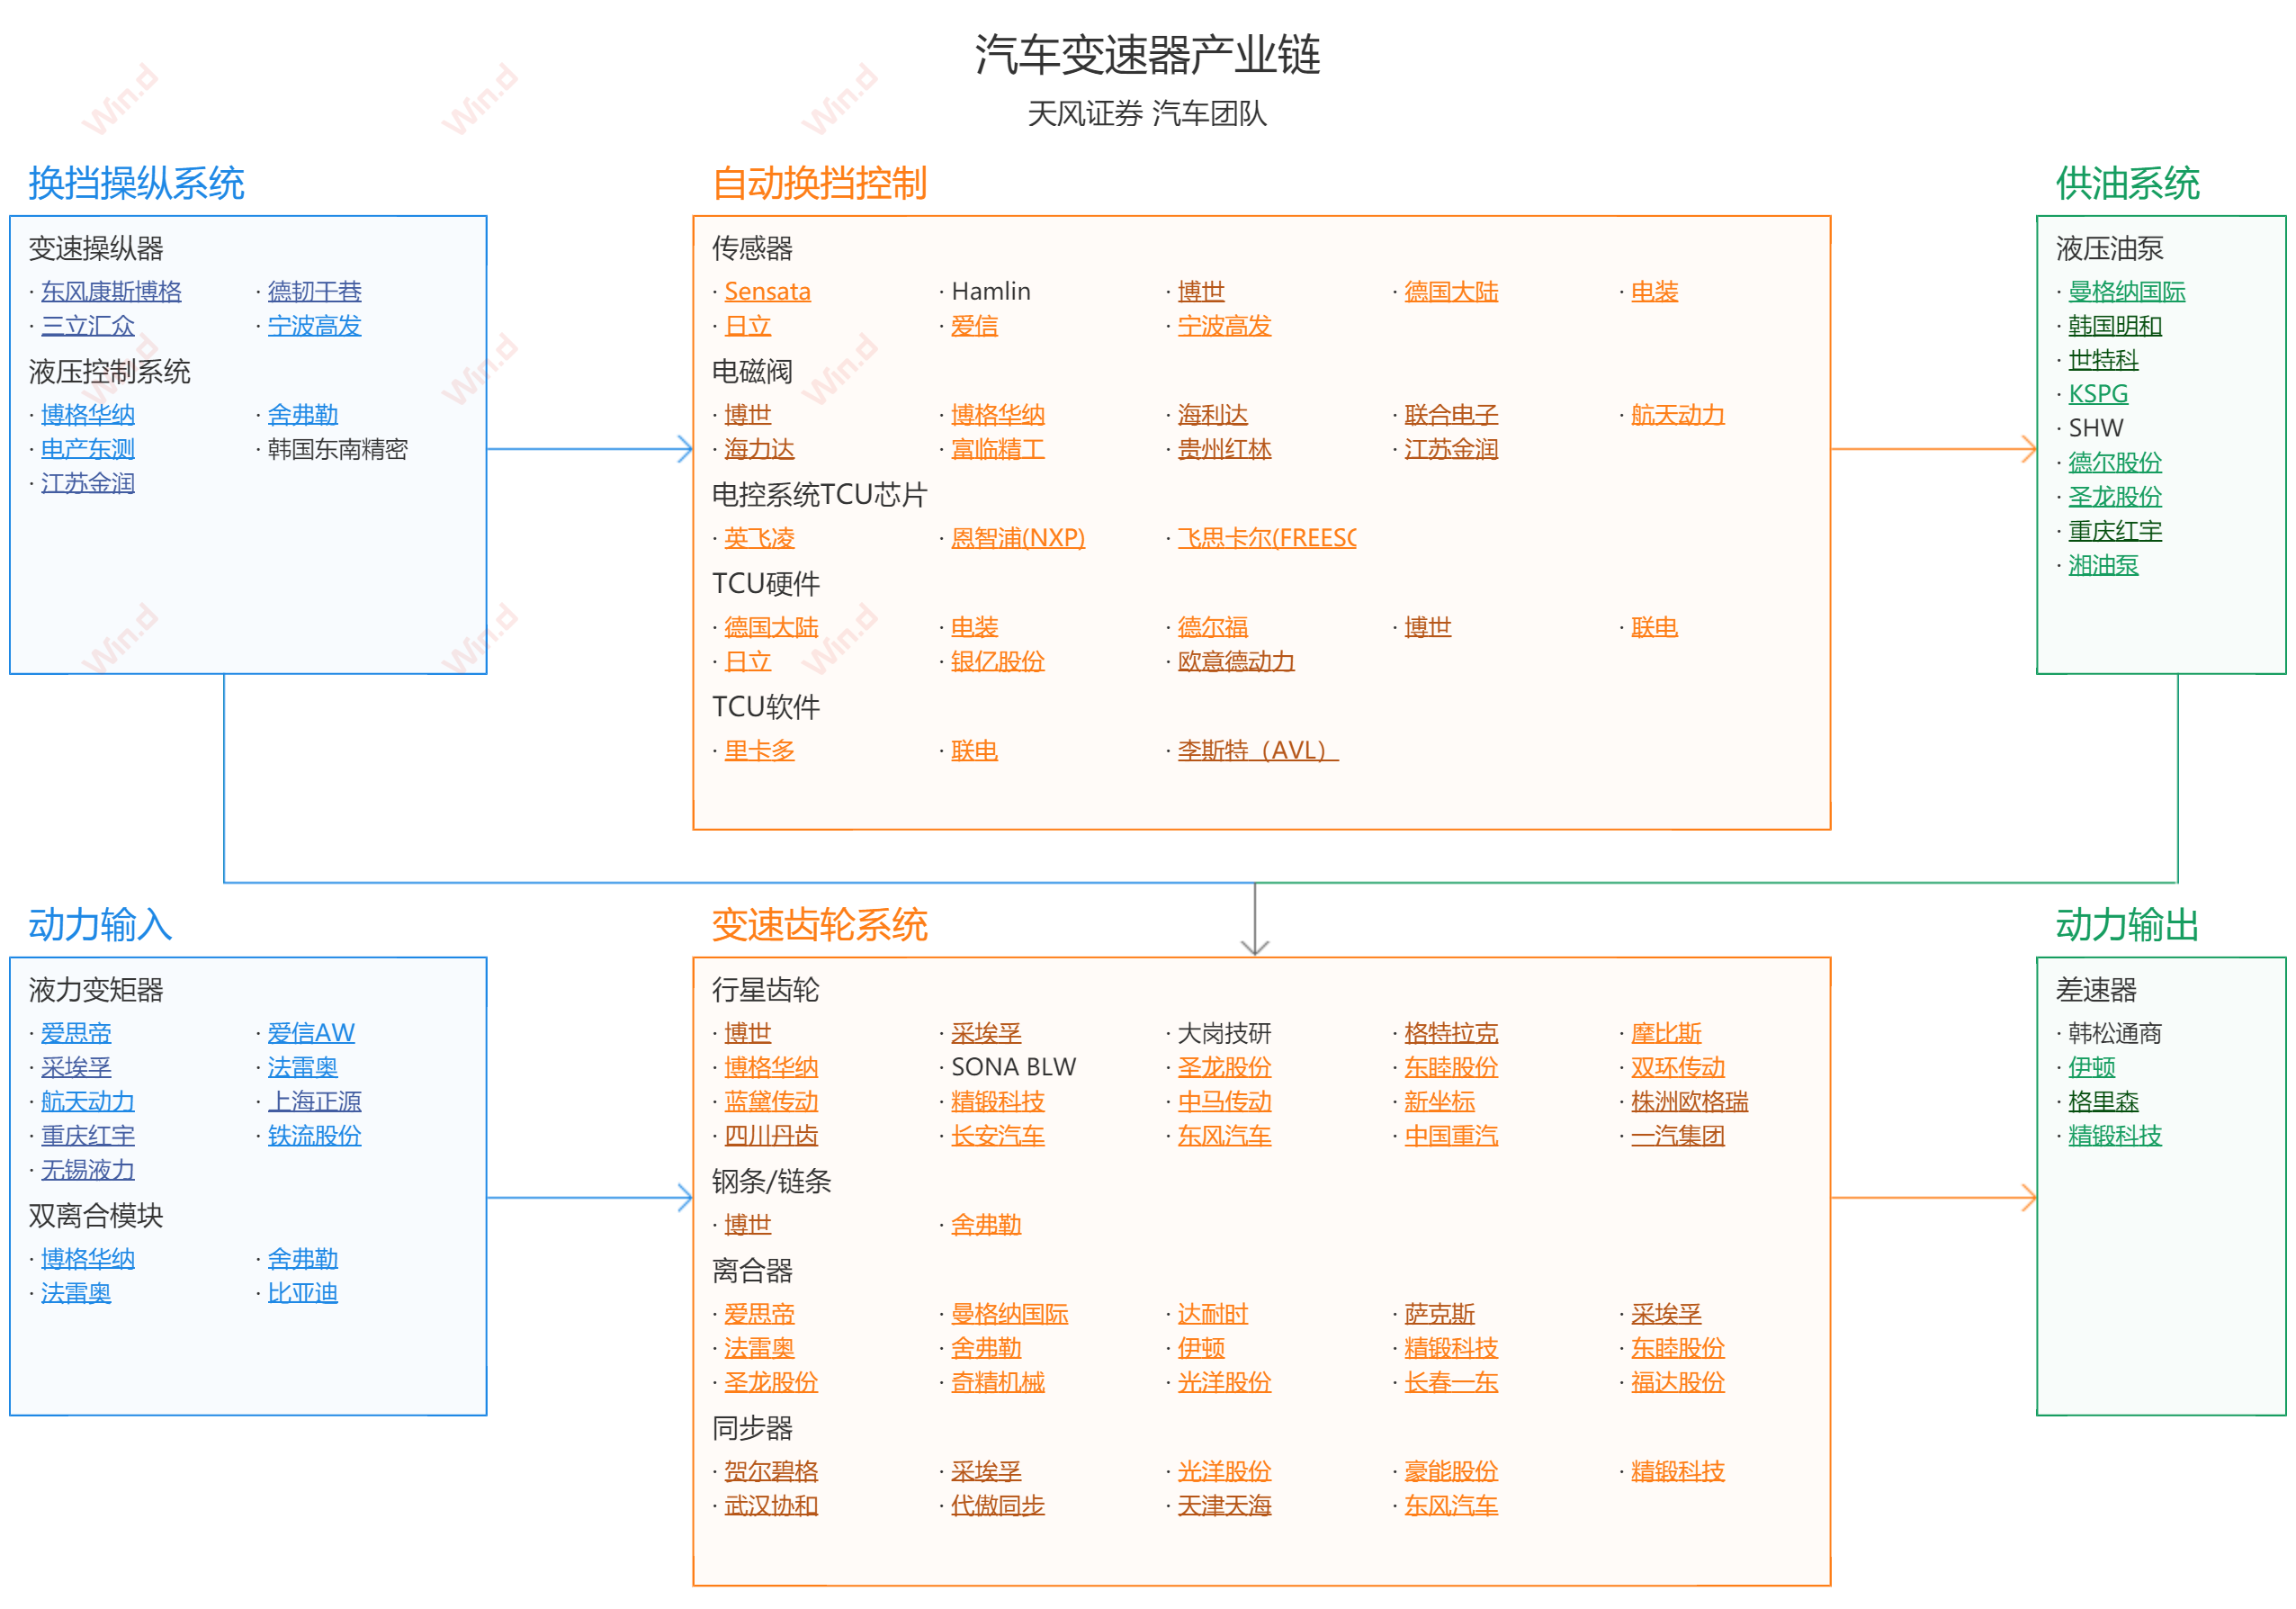 汽车变速器产业链
天风证券 汽车团队
换挡操纵系统
变速操纵器
· 东风康斯博格 · 德韧干巷
· 三立汇众 · 宁波高发
液压控制系统
· 博格华纳 · 舍弗勒
· 电产东测 · 韩国东南精密
· 江苏金润
自动换挡控制
传感器
· Sensata · Hamlin · 博世 · 德国大陆 · 电装
· 日立 · 爱信 · 宁波高发
电磁阀
· 博世 · 博格华纳 · 海利达 · 联合电子 · 航天动力
· 海力达 · 富临精工 · 贵州红林 · 江苏金润
电控系统TCU芯片
· 英飞凌 · 恩智浦(NXP) · 飞思卡尔(FREESC
TCU硬件
· 德国大陆 · 电装 · 德尔福 · 博世 · 联电
· 日立 · 银亿股份 · 欧意德动力
TCU软件
· 里卡多 · 联电 · 李斯特（AVL）
供油系统
液压油泵
· 曼格纳国际
· 韩国明和
· 世特科
· KSPG
· SHW
· 德尔股份
· 圣龙股份
· 重庆红宇
· 湘油泵
动力输入
液力变矩器
· 爱思帝 · 爱信AW
· 采埃孚 · 法雷奥
· 航天动力 · 上海正源
· 重庆红宇 · 铁流股份
· 无锡液力
双离合模块
· 博格华纳 · 舍弗勒
· 法雷奥 · 比亚迪
变速齿轮系统
行星齿轮
· 博世 · 采埃孚 · 大岗技研 · 格特拉克 · 摩比斯
· 博格华纳 · SONA BLW · 圣龙股份 · 东睦股份 · 双环传动
· 蓝黛传动 · 精锻科技 · 中马传动 · 新坐标 · 株洲欧格瑞
· 四川丹齿 · 长安汽车 · 东风汽车 · 中国重汽 · 一汽集团
钢条/链条
· 博世 · 舍弗勒
离合器
· 爱思帝 · 曼格纳国际 · 达耐时 · 萨克斯 · 采埃孚
· 法雷奥 · 舍弗勒 · 伊顿 · 精锻科技 · 东睦股份
· 圣龙股份 · 奇精机械 · 光洋股份 · 长春一东 · 福达股份
同步器
· 贺尔碧格 · 采埃孚 · 光洋股份 · 豪能股份 · 精锻科技
· 武汉协和 · 代傲同步 · 天津天海 · 东风汽车
动力输出
差速器
· 韩松通商
· 伊顿
· 格里森
· 精锻科技
Win.d
Win.d
Win.d
Win.d
Win.d
Win.d
Win.d
Win.d
Win.d